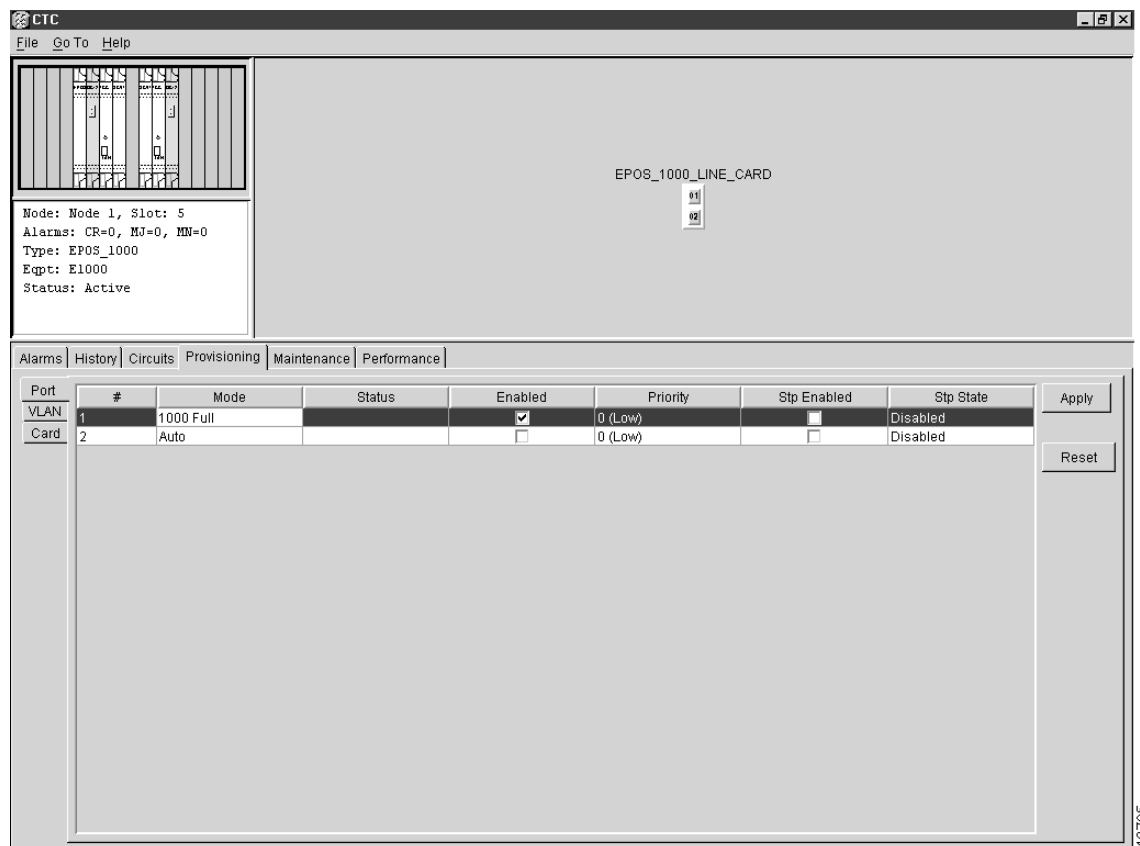 CTC
File Go To Help
EPOS_1000_LINE_CARD
01
02
Node: Node 1, Slot: 5
Alarms: CR=0, MJ=0, MN=0
Type: EPOS_1000
Eqpt: E1000
Status: Active
Alarms History Circuits Provisioning Maintenance Performance
Port
VLAN
Card
# Mode Status Enabled Priority Stp Enabled Stp State
1 1000 Full 0 (Low) Disabled
2 Auto 0 (Low) Disabled
Apply
Reset